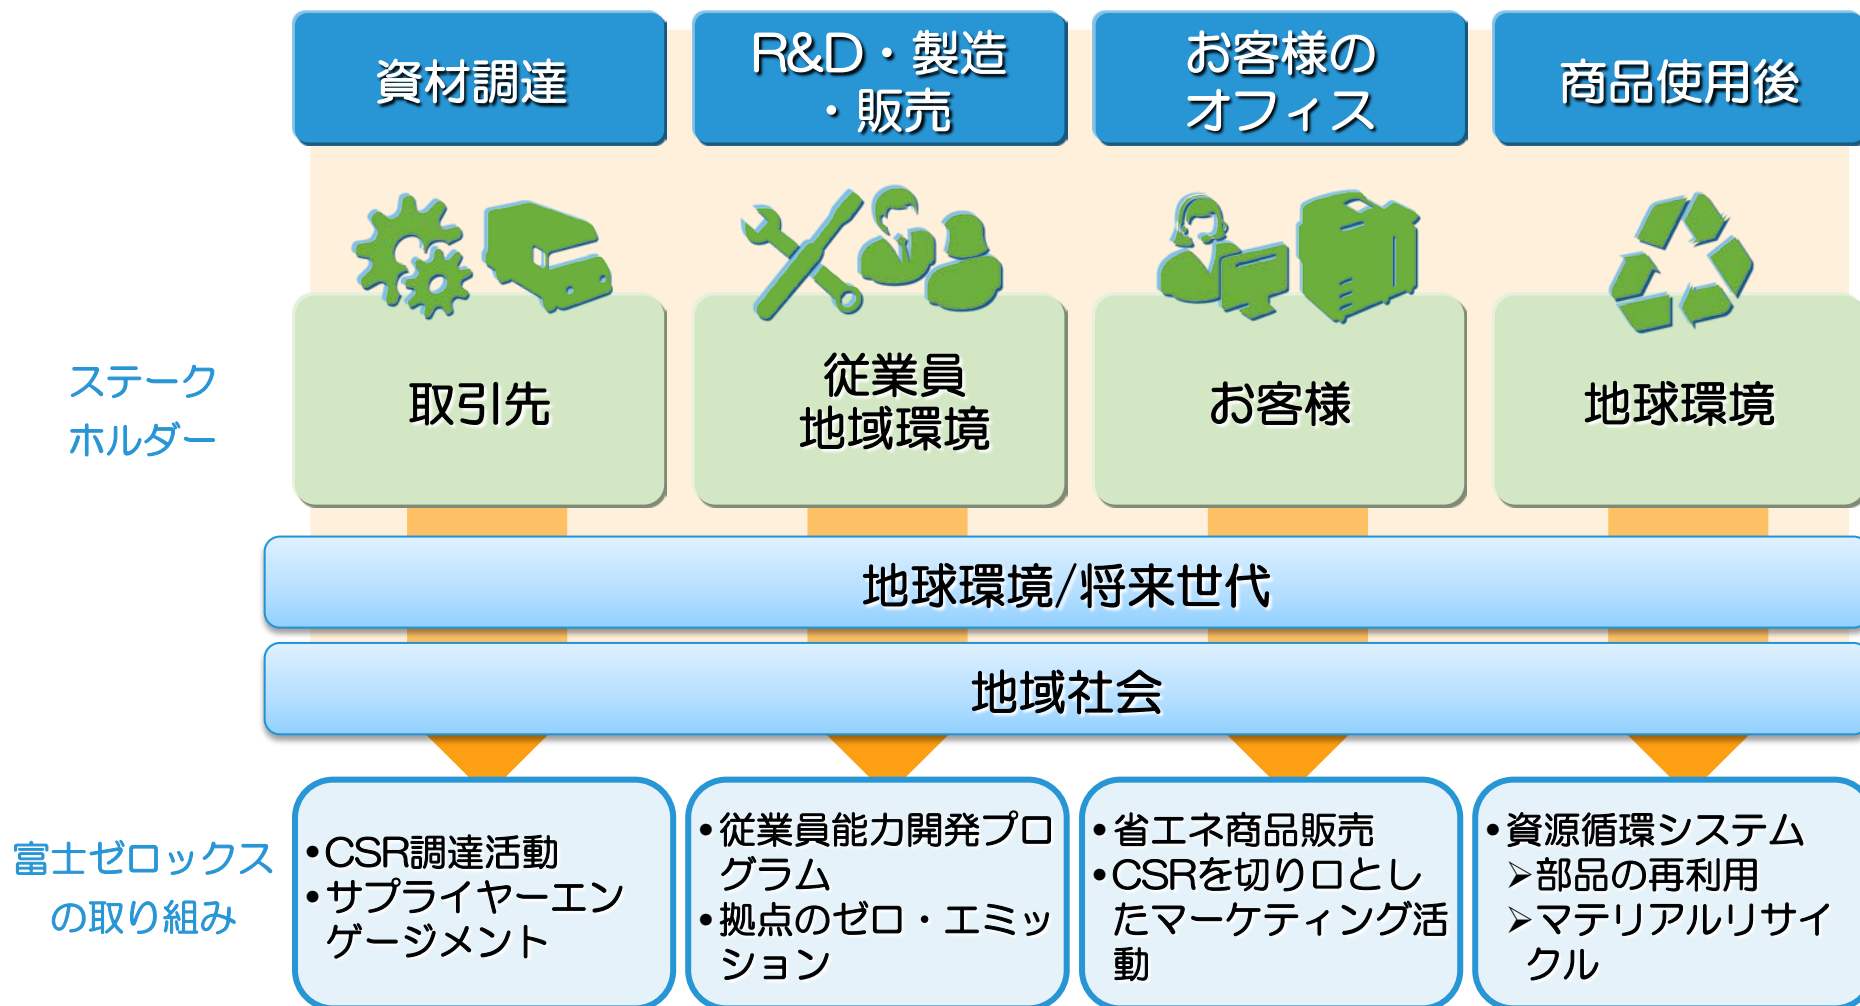 資材調達
R&D・製造
・販売
お客様の
オフィス
商品使用後
ステーク
ホルダー
取引先
従業員
地域環境
お客様
地球環境
地球環境/将来世代
地域社会
富士ゼロックス
の取り組み
•CSR調達活動
•サプライヤーエン
ゲージメント
•従業員能力開発プロ
グラム
•拠点のゼロ・エミッ
ション
•省エネ商品販売
•CSRを切り口とし
たマーケティング活
動
•資源循環システム
➢部品の再利用
➢マテリアルリサイ
クル